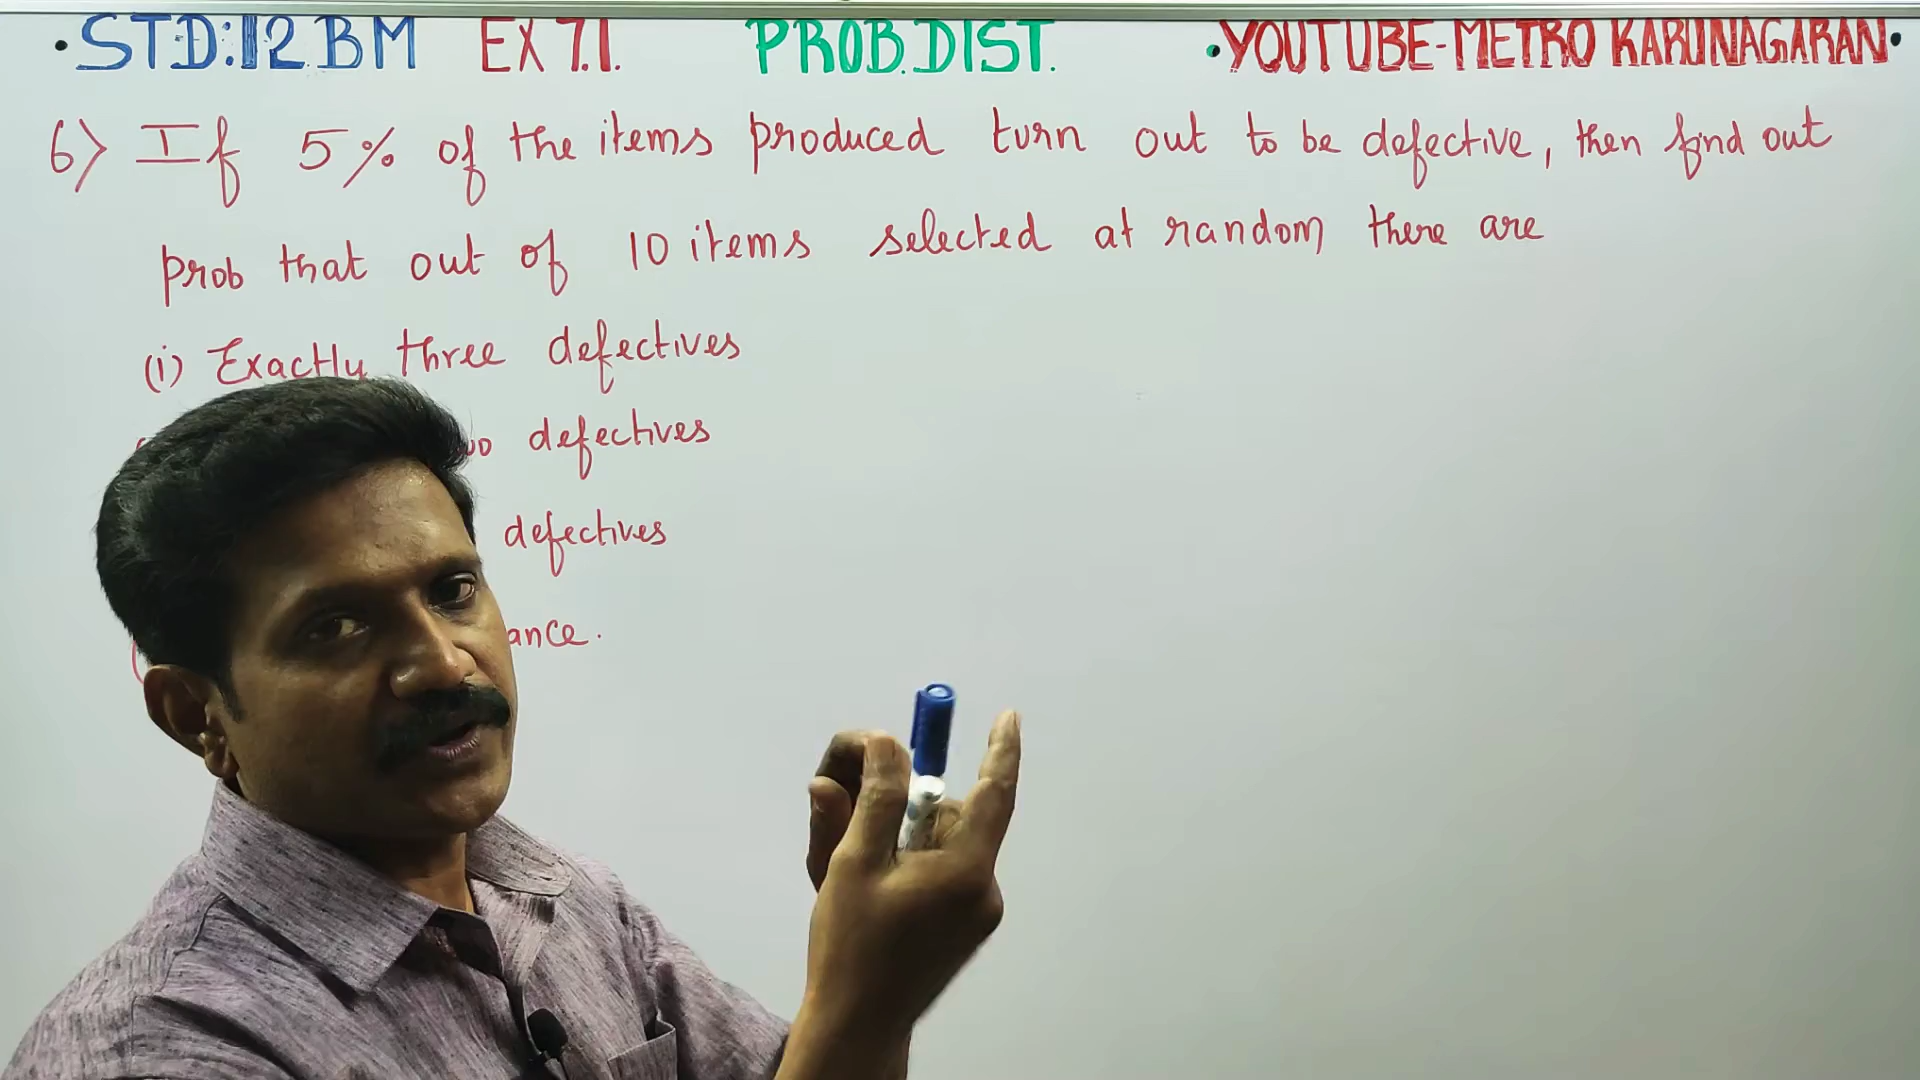 •STD:12 BM EX 7.1. PROB.DIST. •YOUTUBE-METRO KARUNAGARAN•
6) If 5% of the items produced turn out to be defective, then find out
prob that out of 10 items selected at random there are
(i) Exactly three defectives
defectives
defectives